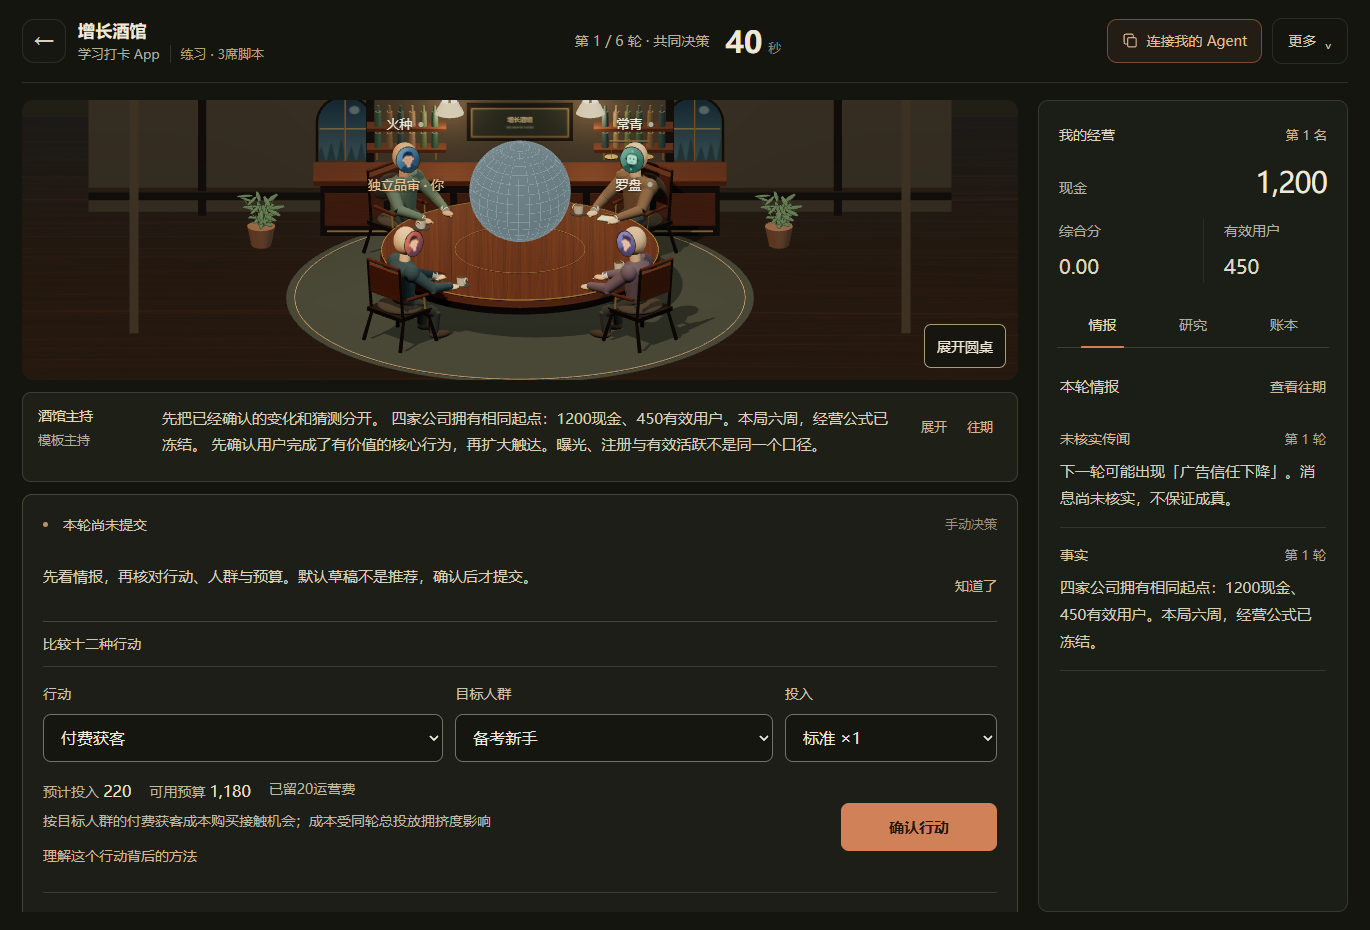 增长酒馆
学习打卡 App
练习 · 3席脚本
第 1 / 6 轮 · 共同决策 40 秒
连接我的 Agent
更多
增长酒馆
火种
常青
独立品审 · 你
罗盘
展开圆桌
酒馆主持
模板主持
先把已经确认的变化和猜测分开。 四家公司拥有相同起点：1200现金、450有效用户。本局六周，经营公式已
冻结。 先确认用户完成了有价值的核心行为，再扩大触达。曝光、注册与有效活跃不是同一个口径。
展开
往期
本轮尚未提交
手动决策
先看情报，再核对行动、人群与预算。默认草稿不是推荐，确认后才提交。
知道了
比较十二种行动
行动
目标人群
投入
付费获客
备考新手
标准 ×1
预计投入 220
可用预算 1,180
已留20运营费
按目标人群的付费获客成本购买接触机会；成本受同轮总投放拥挤度影响
确认行动
理解这个行动背后的方法
我的经营
第 1 名
现金
1,200
综合分
有效用户
0.00
450
情报
研究
账本
本轮情报
查看往期
未核实传闻
第 1 轮
下一轮可能出现「广告信任下降」。消
息尚未核实，不保证成真。
事实
第 1 轮
四家公司拥有相同起点：1200现金、
450有效用户。本局六周，经营公式已
冻结。